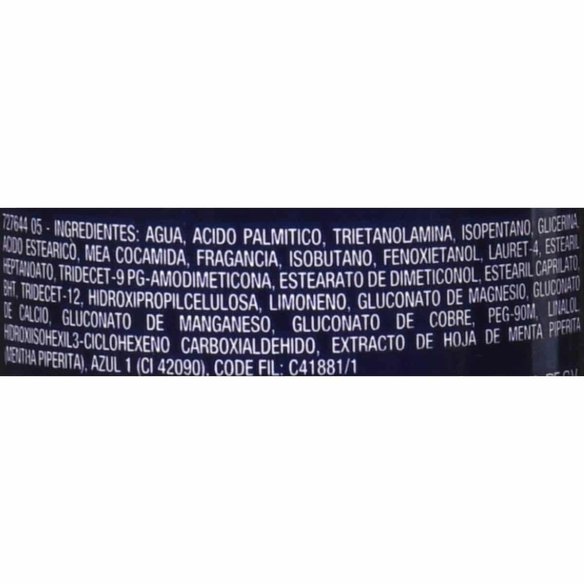 727644 05 - INGREDIENTES: AGUA, ACIDO PALMITICO, TRIETANOLAMINA, ISOPENTANO, GLICERINA,
ACIDO ESTEARICO, MEA COCAMIDA, FRAGANCIA, ISOBUTANO, FENOXIETANOL, LAURET-4, ESTEARIL
HEPTANOATO, TRIDECET-9 PG-AMODIMETICONA, ESTEARATO DE DIMETICONOL, ESTEARIL CAPRILATO,
BHT, TRIDECET-12, HIDROXIPROPILCELULOSA, LIMONENO, GLUCONATO DE MAGNESIO, GLUCONATO
DE CALCIO, GLUCONATO DE MANGANESO, GLUCONATO DE COBRE, PEG-90M, LINALOL,
HIDROXIISOHEXIL3-CICLOHEXENO CARBOXIALDEHIDO, EXTRACTO DE HOJA DE MENTA PIPERITA
(MENTHA PIPERITA), AZUL 1 (CI 42090), CODE FIL: C41881/1